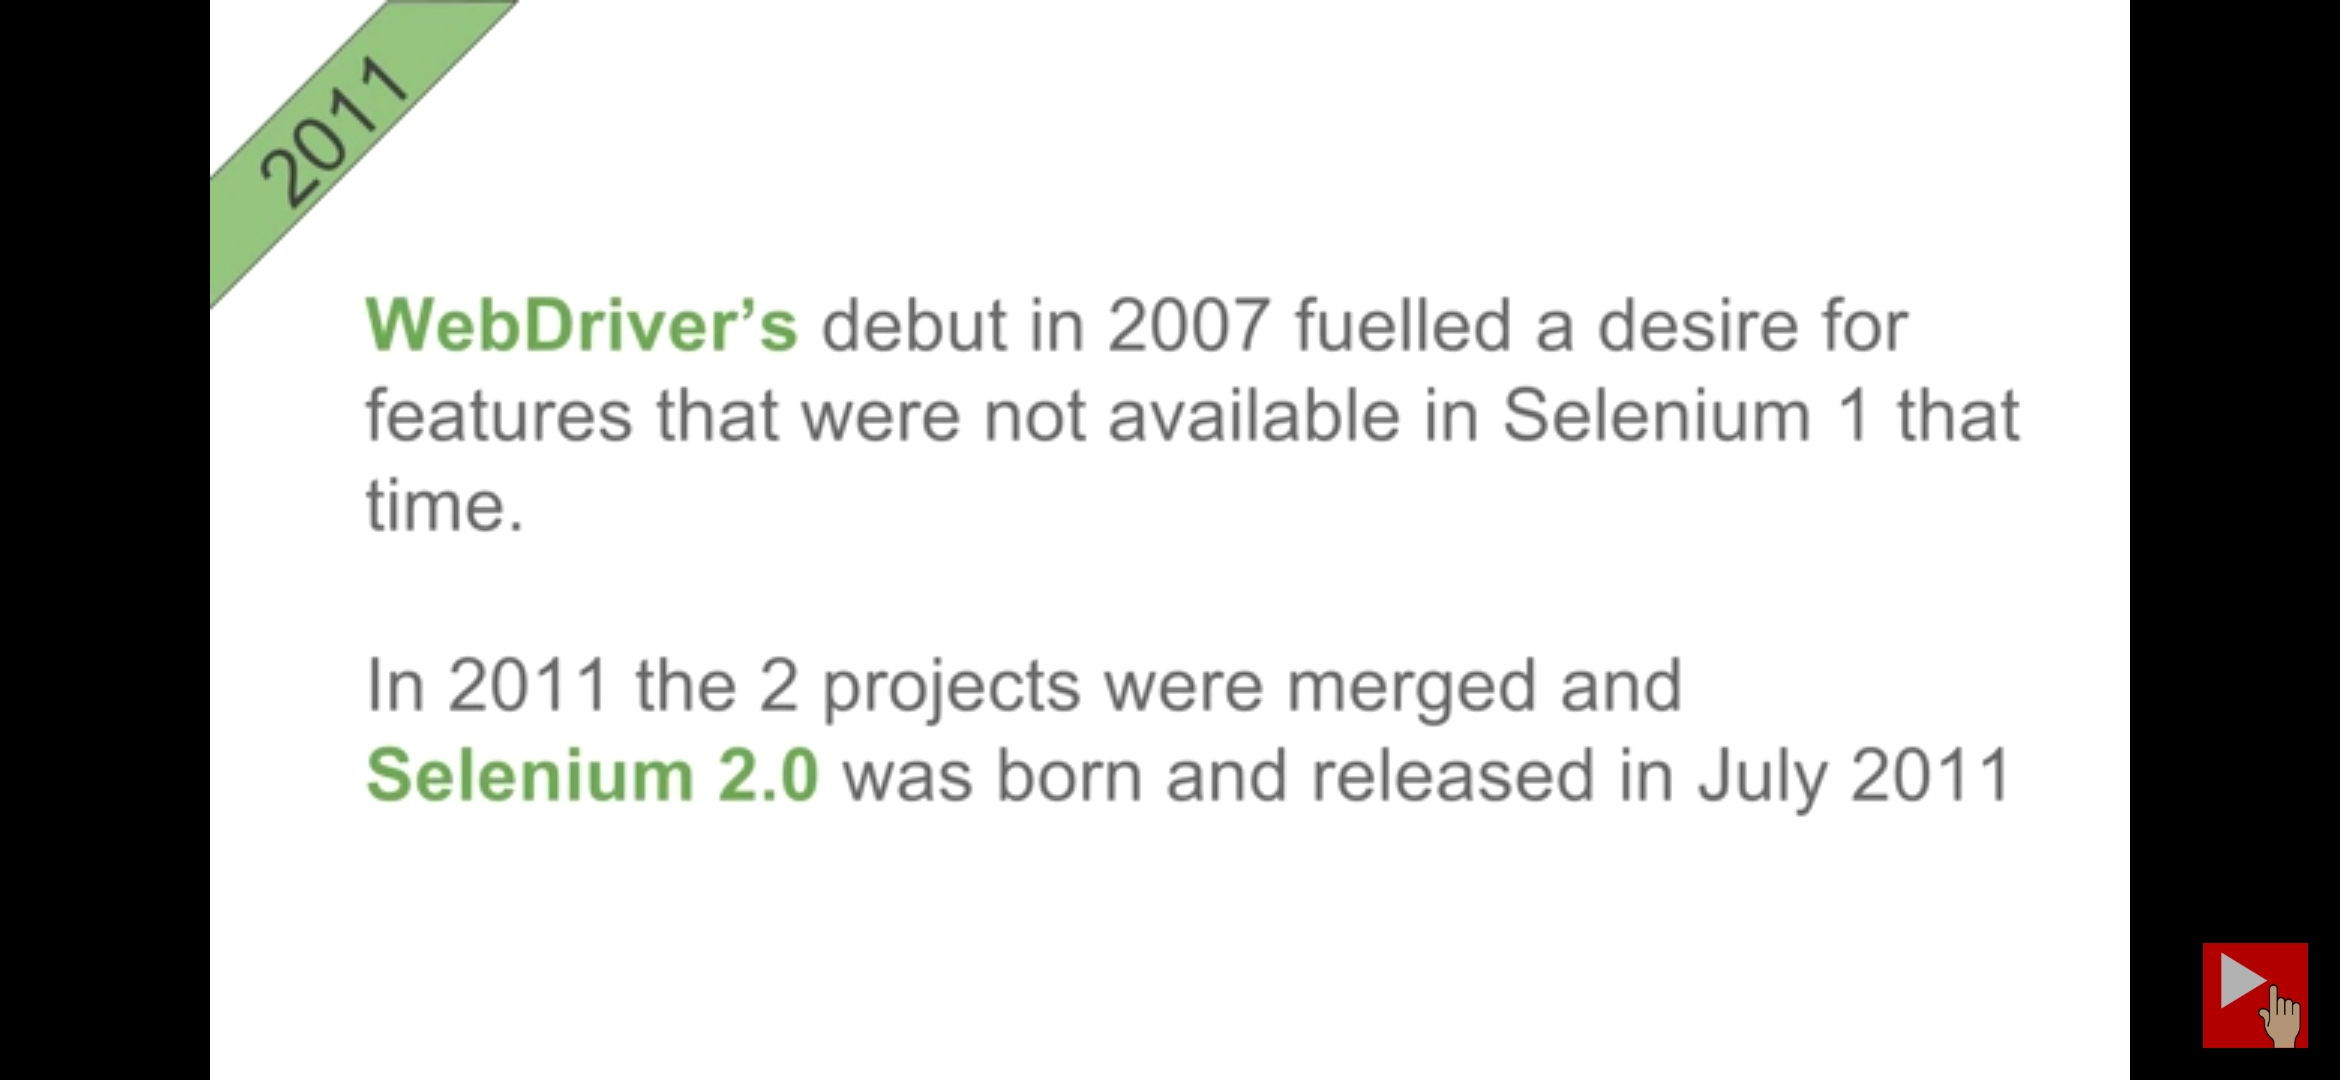 2011
WebDriver’s debut in 2007 fuelled a desire for
features that were not available in Selenium 1 that
time.
In 2011 the 2 projects were merged and
Selenium 2.0 was born and released in July 2011